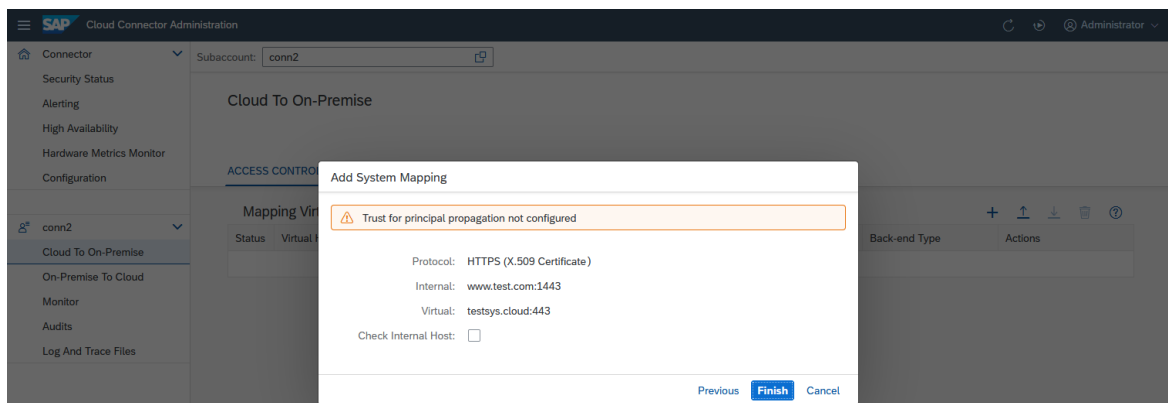 SAP Cloud Connector Administration
Administrator
Connector
Subaccount: conn2
Security Status
Alerting
High Availability
Hardware Metrics Monitor
Configuration
conn2
Cloud To On-Premise
On-Premise To Cloud
Monitor
Audits
Log And Trace Files
Cloud To On-Premise
ACCESS CONTROL
Mapping Virt
Status Virtual H Back-end Type Actions
Add System Mapping
Trust for principal propagation not configured
Protocol: HTTPS (X.509 Certificate)
Internal: www.test.com:1443
Virtual: testsys.cloud:443
Check Internal Host:
Previous Finish Cancel